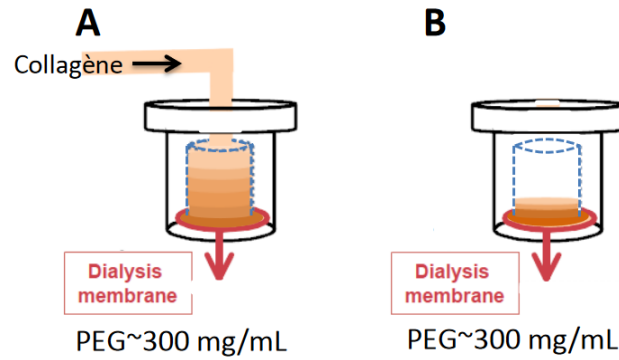 A
B
Collagène
Dialysis
membrane
Dialysis
membrane
PEG~300 mg/mL
PEG~300 mg/mL